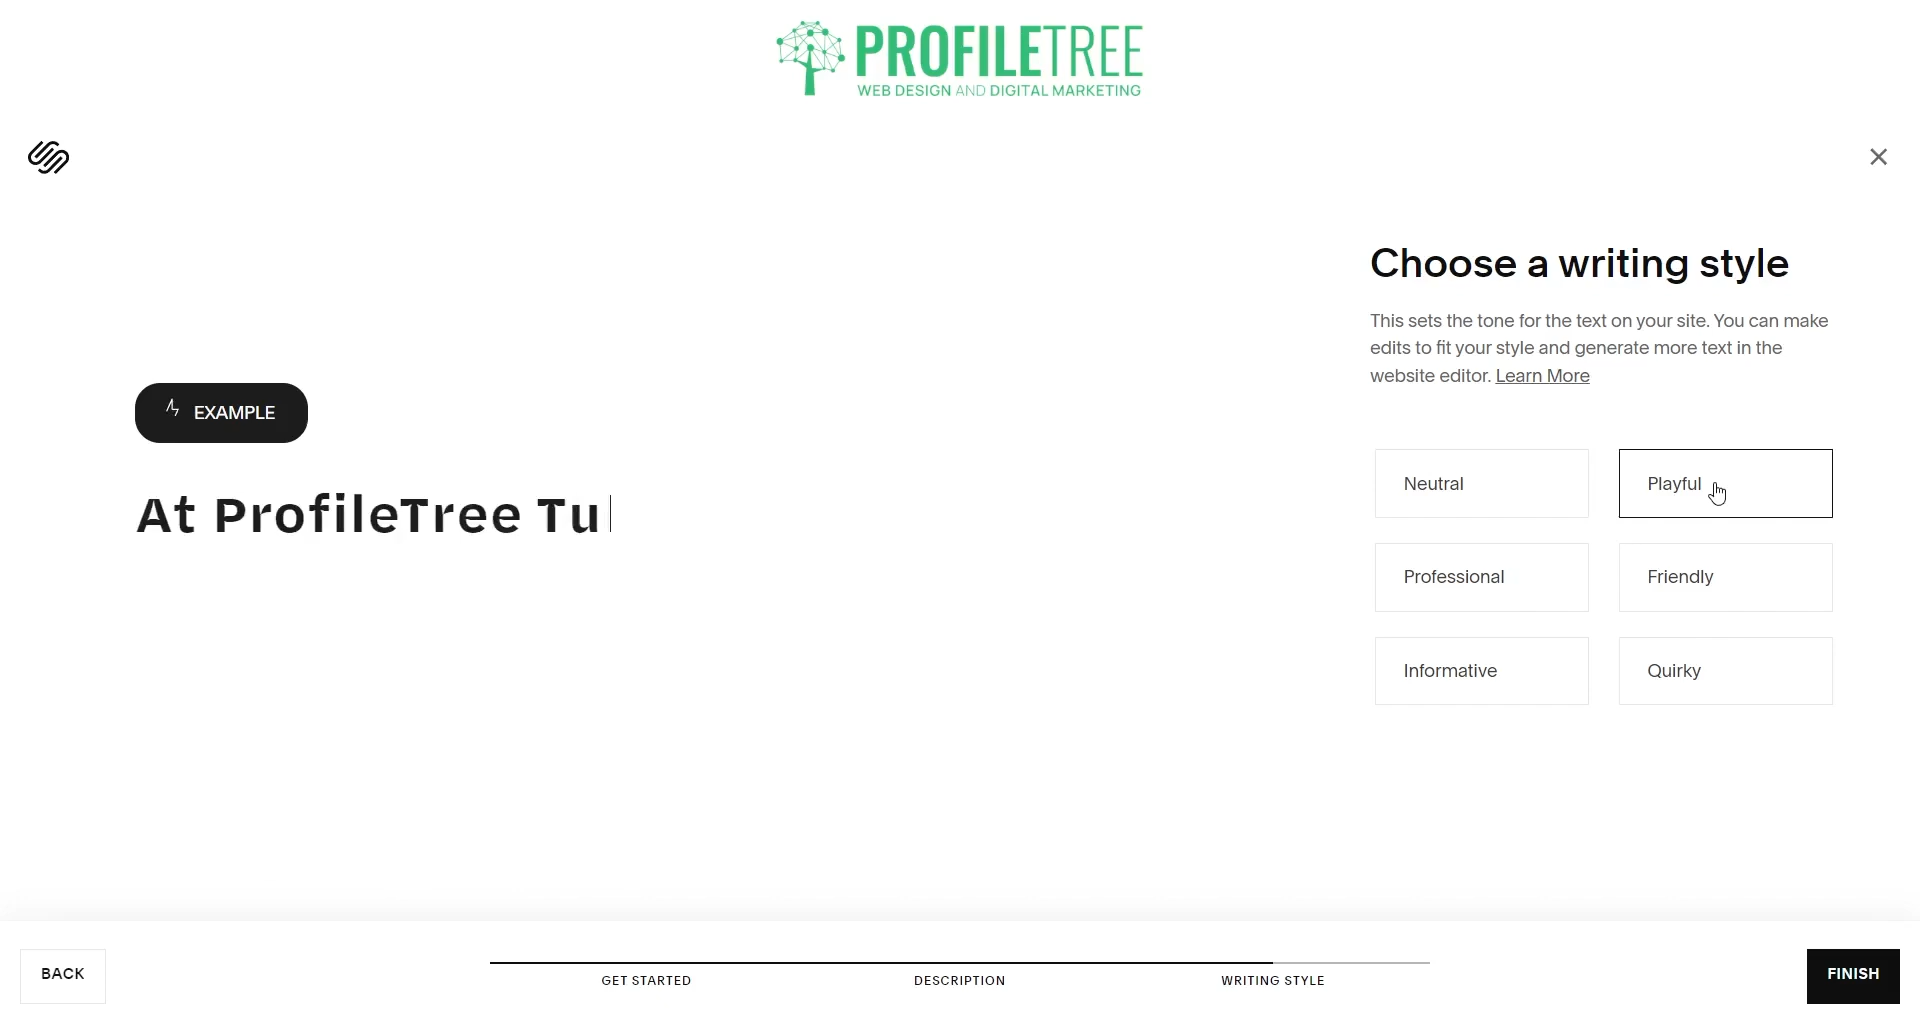 PROFILETREE
WEB DESIGN AND DIGITAL MARKETING
Choose a writing style
This sets the tone for the text on your site. You can make
edits to fit your style and generate more text in the
website editor. Learn More
EXAMPLE
At ProfileTree Tu
Neutral
Playful
Professional
Friendly
Informative
Quirky
BACK
GET STARTED
DESCRIPTION
WRITING STYLE
FINISH